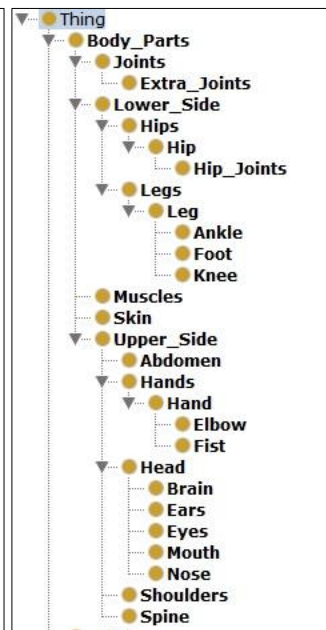 Thing
Body_Parts
Joints
Extra_Joints
Lower_Side
Hips
Hip
Hip_Joints
Legs
Leg
Ankle
Foot
Knee
Muscles
Skin
Upper_Side
Abdomen
Hands
Hand
Elbow
Fist
Head
Brain
Ears
Eyes
Mouth
Nose
Shoulders
Spine